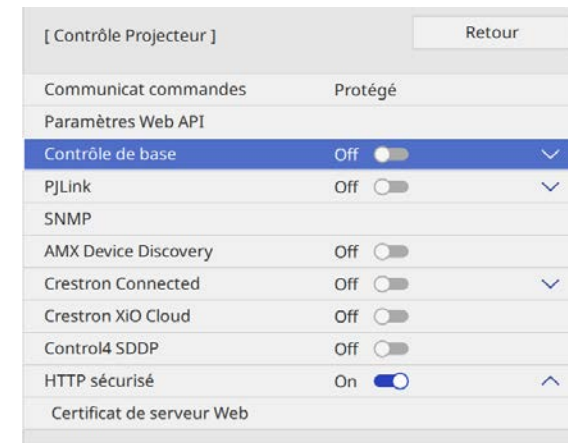 [ Contrôle Projecteur ] Retour
Communicat commandes Protégé
Paramètres Web API
Contrôle de base Off
PJLink Off
SNMP
AMX Device Discovery Off
Crestron Connected Off
Crestron XiO Cloud Off
Control4 SDDP Off
HTTP sécurisé On
Certificat de serveur Web